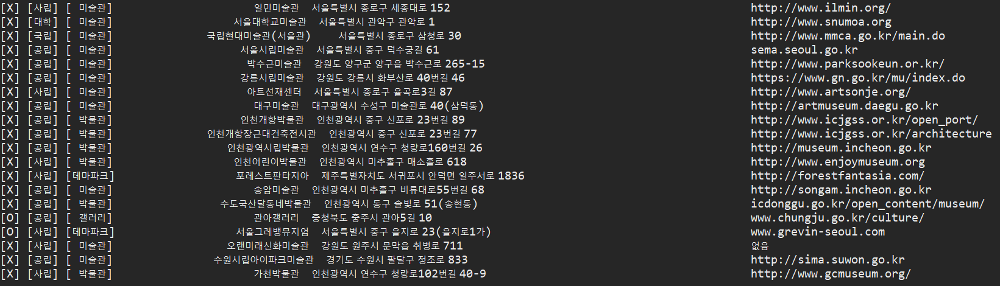 [X] [사립] [ 미술관] 일민미술관 서울특별시 종로구 세종대로 152 http://www.ilmin.org/
[X] [대학] [ 미술관] 서울대학교미술관 서울특별시 관악구 관악로 1 http://www.snumoa.org
[X] [국립] [ 미술관] 국립현대미술관(서울관) 서울특별시 종로구 삼청로 30 http://www.mmca.go.kr/main.do
[X] [공립] [ 미술관] 서울시립미술관 서울특별시 중구 덕수궁길 61 sema.seoul.go.kr
[X] [공립] [ 미술관] 박수근미술관 강원도 양구군 양구읍 박수근로 265-15 http://www.parksookeun.or.kr/
[X] [공립] [ 미술관] 강릉시립미술관 강원도 강릉시 화부산로 40번길 46 https://www.gn.go.kr/mu/index.do
[X] [사립] [ 미술관] 아트선재센터 서울특별시 종로구 율곡로3길 87 http://www.artsonje.org/
[X] [공립] [ 미술관] 대구미술관 대구광역시 수성구 미술관로 40(삼덕동) http://artmuseum.daegu.go.kr
[X] [공립] [ 박물관] 인천개항박물관 인천광역시 중구 신포로 23번길 89 http://www.icjgss.or.kr/open_port/
[X] [공립] [ 박물관] 인천개항장근대건축전시관 인천광역시 중구 신포로 23번길 77 http://www.icjgss.or.kr/architecture
[X] [공립] [ 박물관] 인천광역시립박물관 인천광역시 연수구 청량로160번길 26 http://museum.incheon.go.kr
[X] [사립] [ 박물관] 인천어린이박물관 인천광역시 미추홀구 매소홀로 618 http://www.enjoymuseum.org
[X] [사립] [테마파크] 포레스트판타지아 제주특별자치도 서귀포시 안덕면 일주서로 1836 http://forestfantasia.com/
[X] [공립] [ 미술관] 송암미술관 인천광역시 미추홀구 비류대로55번길 68 http://songam.incheon.go.kr
[X] [공립] [ 박물관] 수도국산달동네박물관 인천광역시 동구 솔빛로 51(송현동) icdonggu.go.kr/open_content/museum/
[O] [공립] [ 갤러리] 관아갤러리 충청북도 충주시 관아5길 10 www.chungju.go.kr/culture/
[O] [사립] [테마파크] 서울그레뱅뮤지엄 서울특별시 중구 을지로 23(을지로1가) www.grevin-seoul.com
[X] [사립] [ 미술관] 오랜미래신화미술관 강원도 원주시 문막읍 취병로 711 없음
[X] [공립] [ 미술관] 수원시립아이파크미술관 경기도 수원시 팔달구 정조로 833 http://sima.suwon.go.kr
[X] [사립] [ 박물관] 가천박물관 인천광역시 연수구 청량로102번길 40-9 http://www.gcmuseum.org/